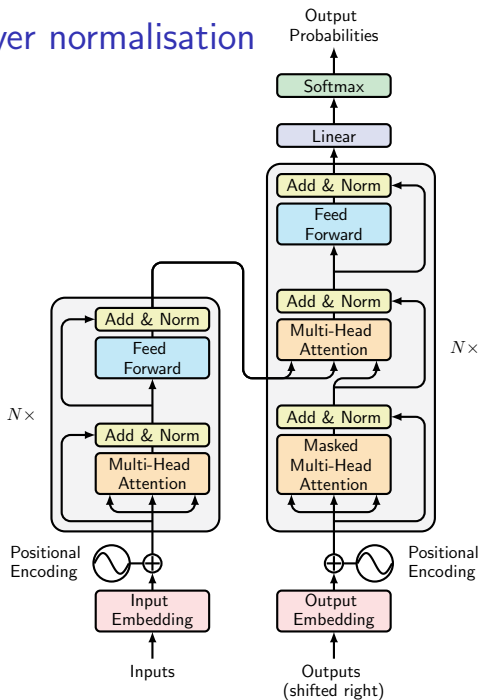 yer normalisation
Output
Probabilities
Softmax
Linear
Add & Norm
Feed
Forward
Add & Norm
Multi-Head
Attention
N×
Add & Norm
Masked
Multi-Head
Attention
Positional
Encoding
Output
Embedding
Outputs
(shifted right)
Add & Norm
Feed
Forward
N×
Add & Norm
Multi-Head
Attention
Positional
Encoding
Input
Embedding
Inputs